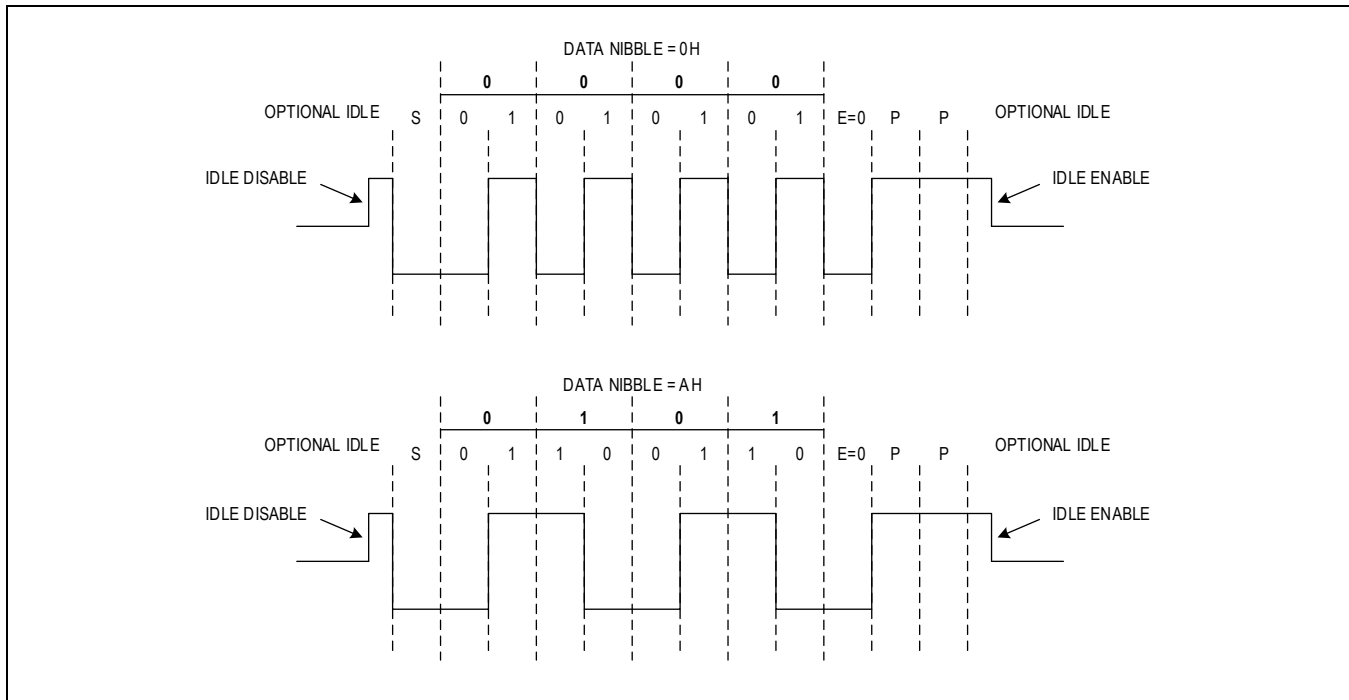 DATA NIBBLE = 0H
0 0 0 0
OPTIONAL IDLE S 0 1 0 1 0 1 0 1 E=0 P P OPTIONAL IDLE
IDLE DISABLE IDLE ENABLE
DATA NIBBLE = AH
0 1 0 1
OPTIONAL IDLE S 0 1 1 0 0 1 1 0 E=0 P P OPTIONAL IDLE
IDLE DISABLE IDLE ENABLE